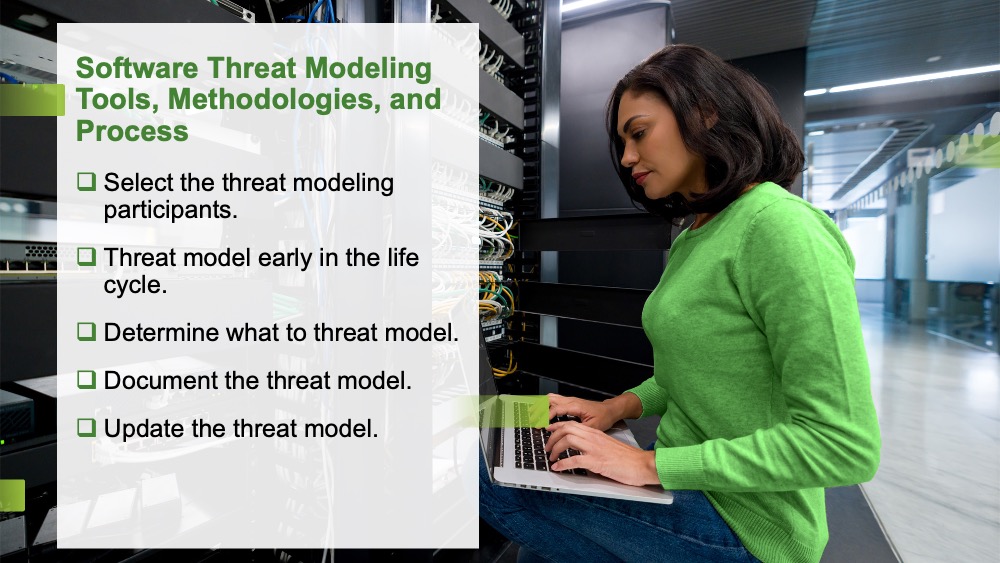 Software Threat Modeling
Tools, Methodologies, and
Process
❑ Select the threat modeling
participants.
❑ Threat model early in the life
cycle.
❑ Determine what to threat model.
❑ Document the threat model.
❑ Update the threat model.